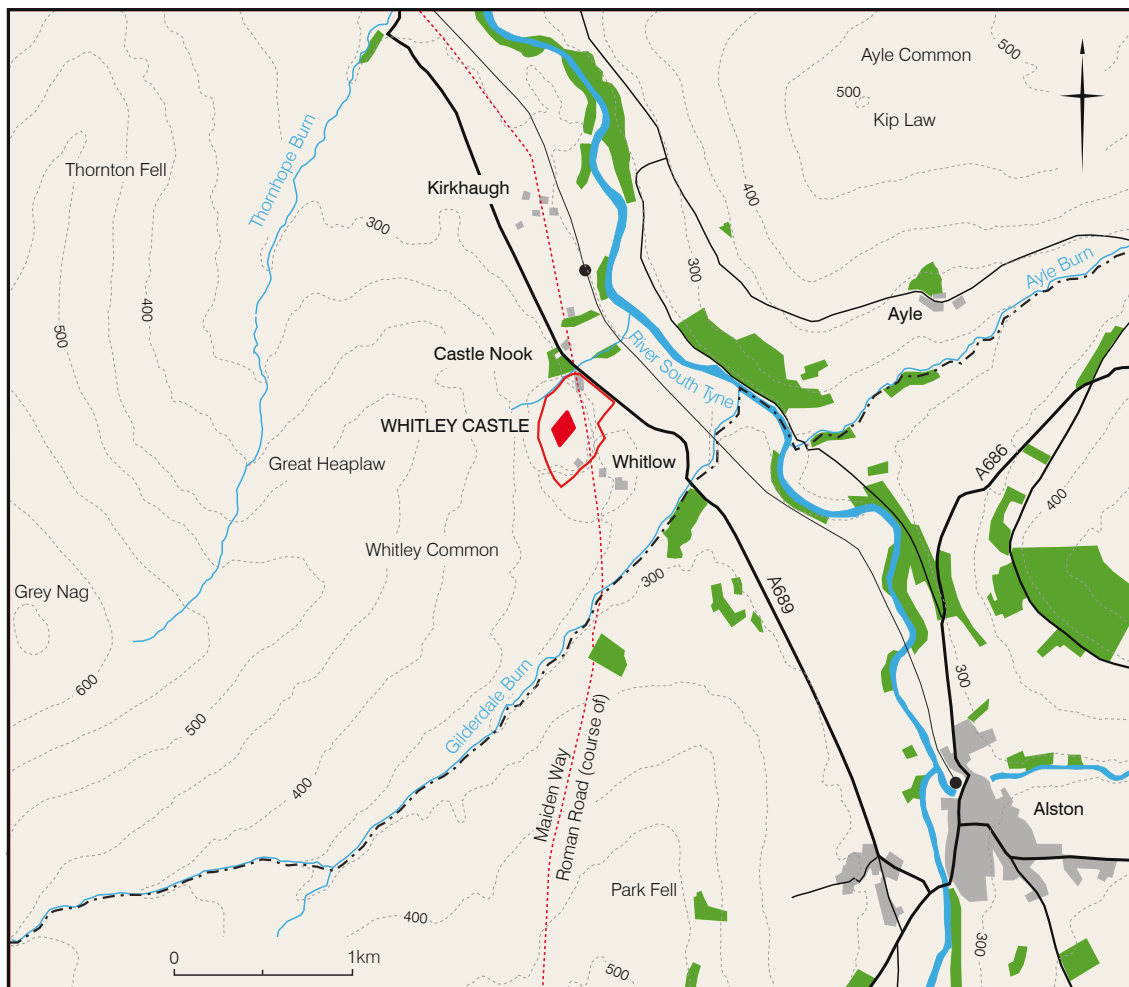 Ayle Common
500
500
Kip Law
Thornton Fell
Thornhope Burn
Kirkhaugh
400
300
300
Ayle Burn
400
500
Ayle
Castle Nook
River South Tyne
WHITLEY CASTLE
Great Heaplaw
Whitlow
A686
400
Whitley Common
300
Grey Nag
A689
600
300
500
Gilderdale Burn
400
Maiden Way
Roman Road (course of)
Alston
Park Fell
400
300
0 1km
500